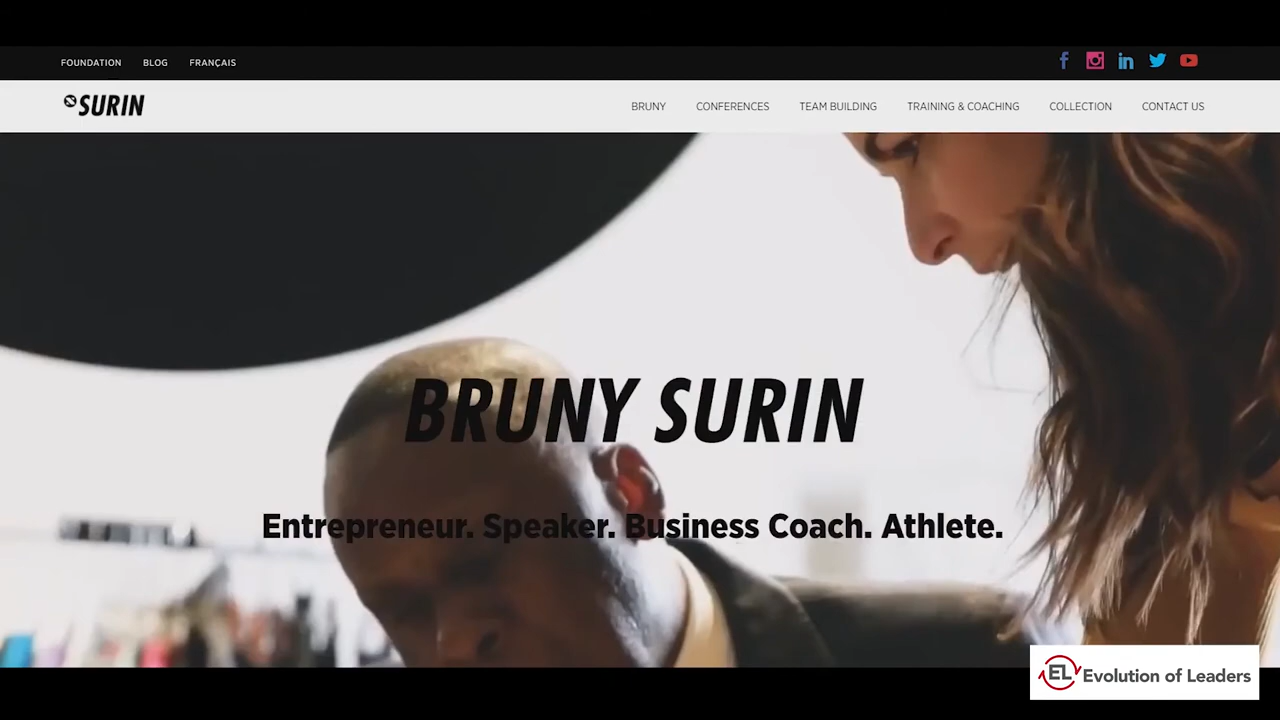 FOUNDATION BLOG FRANÇAIS
SURIN
BRUNY CONFERENCES TEAM BUILDING TRAINING & COACHING COLLECTION CONTACT US
BRUNY SURIN
Entrepreneur. Speaker. Business Coach. Athlete.
EL Evolution of Leaders